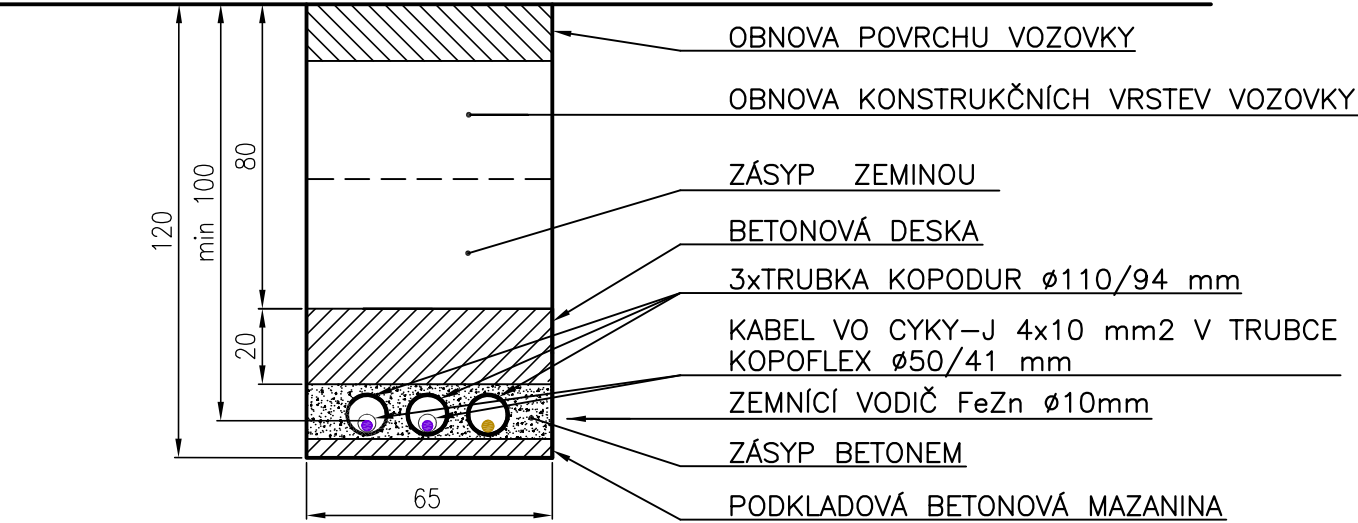 OBNOVA POVRCHU VOZOVKY
OBNOVA KONSTRUKČNÍCH VRSTEV VOZOVKY
ZÁSYP ZEMINOU
BETONOVÁ DESKA
3xTRUBKA KOPODUR ø110/94 mm
KABEL VO CYKY-J 4x10 mm2 V TRUBCE
KOPOFLEX ø50/41 mm
ZEMNÍCÍ VODIČ FeZn ø10mm
ZÁSYP BETONEM
PODKLADOVÁ BETONOVÁ MAZANINA
120
min 100
80
20
65